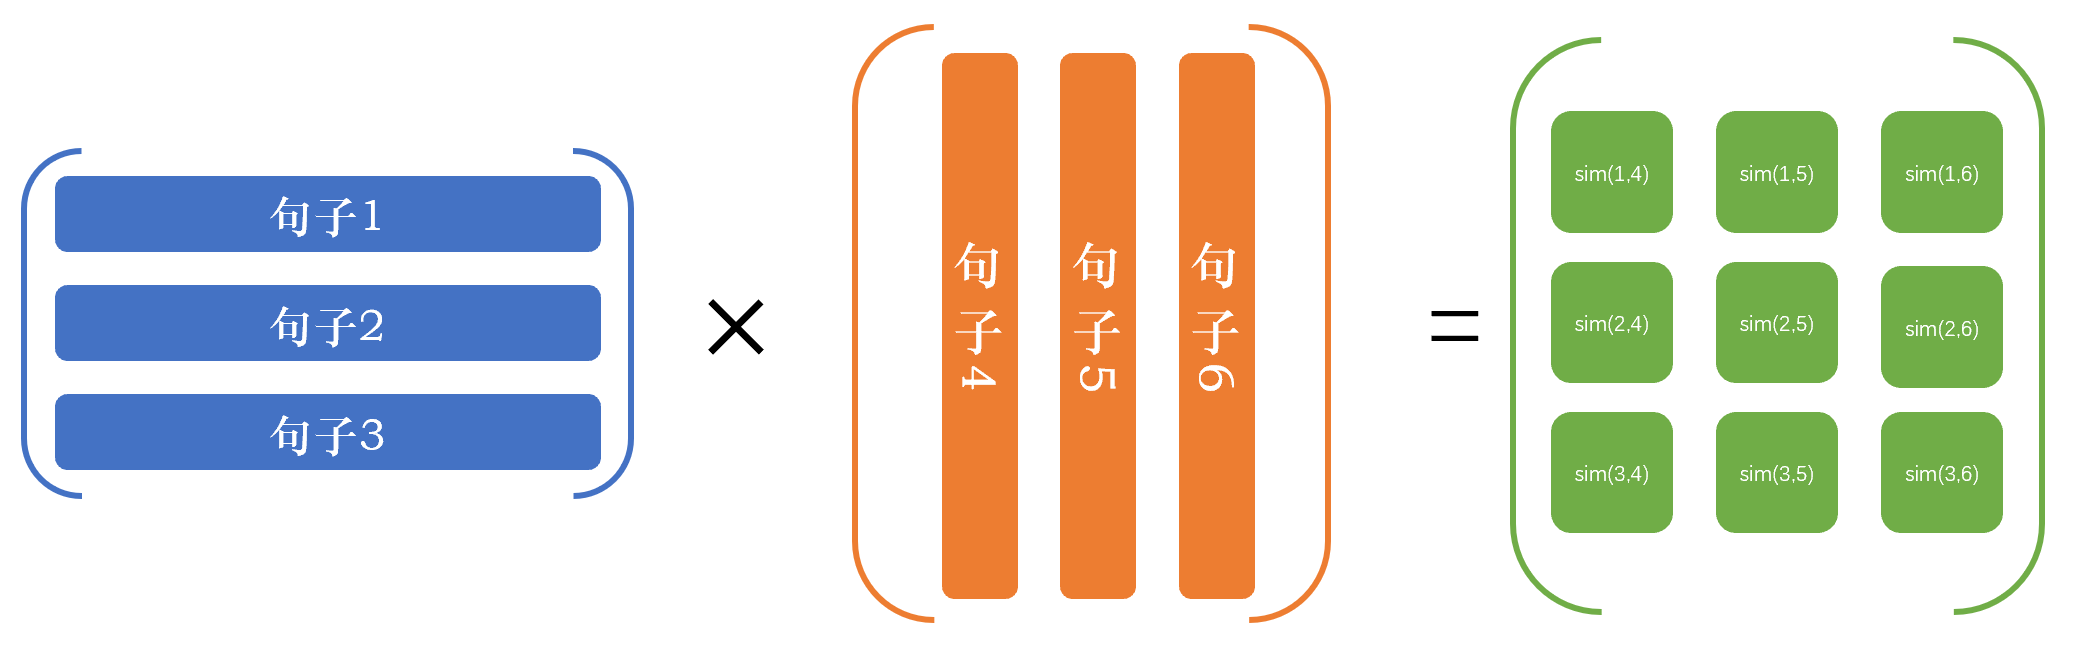 句子1
句子2
句子3
×
句子4
句子5
句子6
=
sim(1,4)
sim(1,5)
sim(1,6)
sim(2,4)
sim(2,5)
sim(2,6)
sim(3,4)
sim(3,5)
sim(3,6)